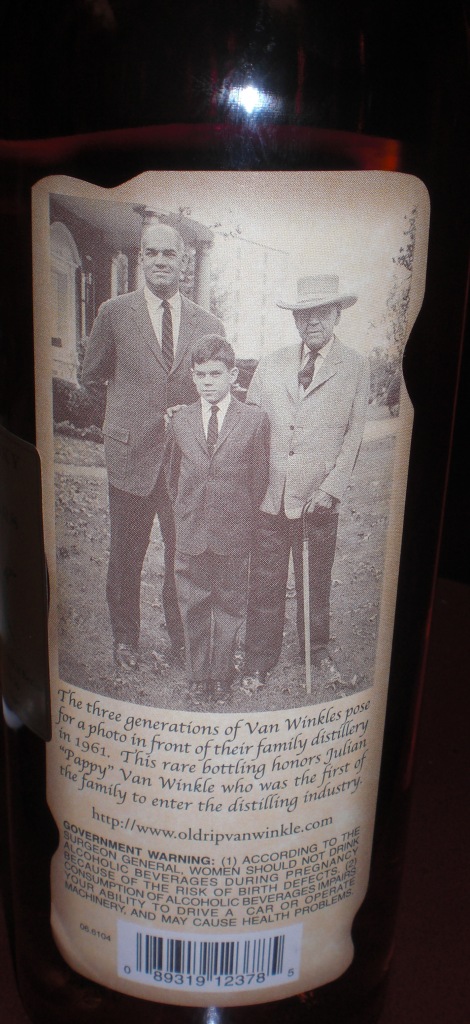 The three generations of Van Winkles pose
for a photo in front of their family distillery
in 1961. This rare bottling honors Julian
"Pappy" Van Winkle who was the first of
the family to enter the distilling industry.
http://www.oldripvanwinkle.com
GOVERNMENT WARNING: (1) ACCORDING TO THE
SURGEON GENERAL, WOMEN SHOULD NOT DRINK
ALCOHOLIC BEVERAGES DURING PREGNANCY
BECAUSE OF THE RISK OF BIRTH DEFECTS. (2)
CONSUMPTION OF ALCOHOLIC BEVERAGES IMPAIRS
YOUR ABILITY TO DRIVE A CAR OR OPERATE
MACHINERY, AND MAY CAUSE HEALTH PROBLEMS.
06.6104
0 89319 12378 5